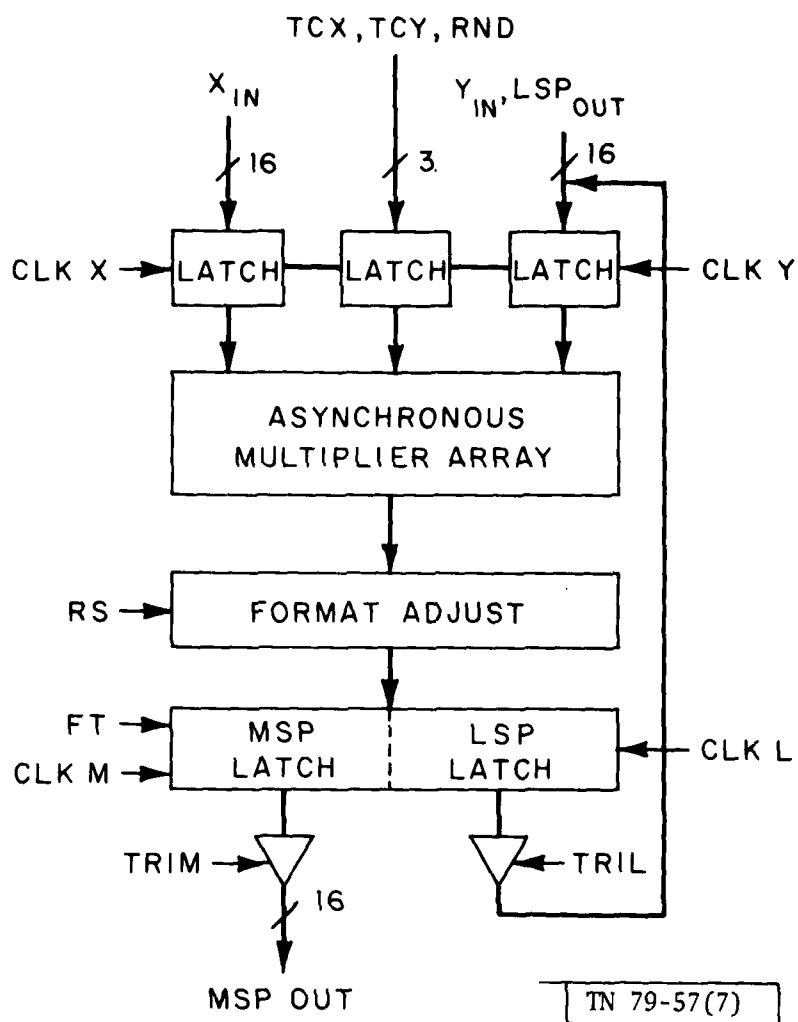 TCX, TCY, RND
X IN
Y IN, LSP OUT
16
3.
16
CLK X
LATCH
LATCH
LATCH
CLK Y
ASYNCHRONOUS
MULTIPLIER ARRAY
RS
FORMAT ADJUST
FT
CLK M
MSP
LATCH
LSP
LATCH
CLK L
TRIM
TRIL
16
MSP OUT
TN 79-57(7)